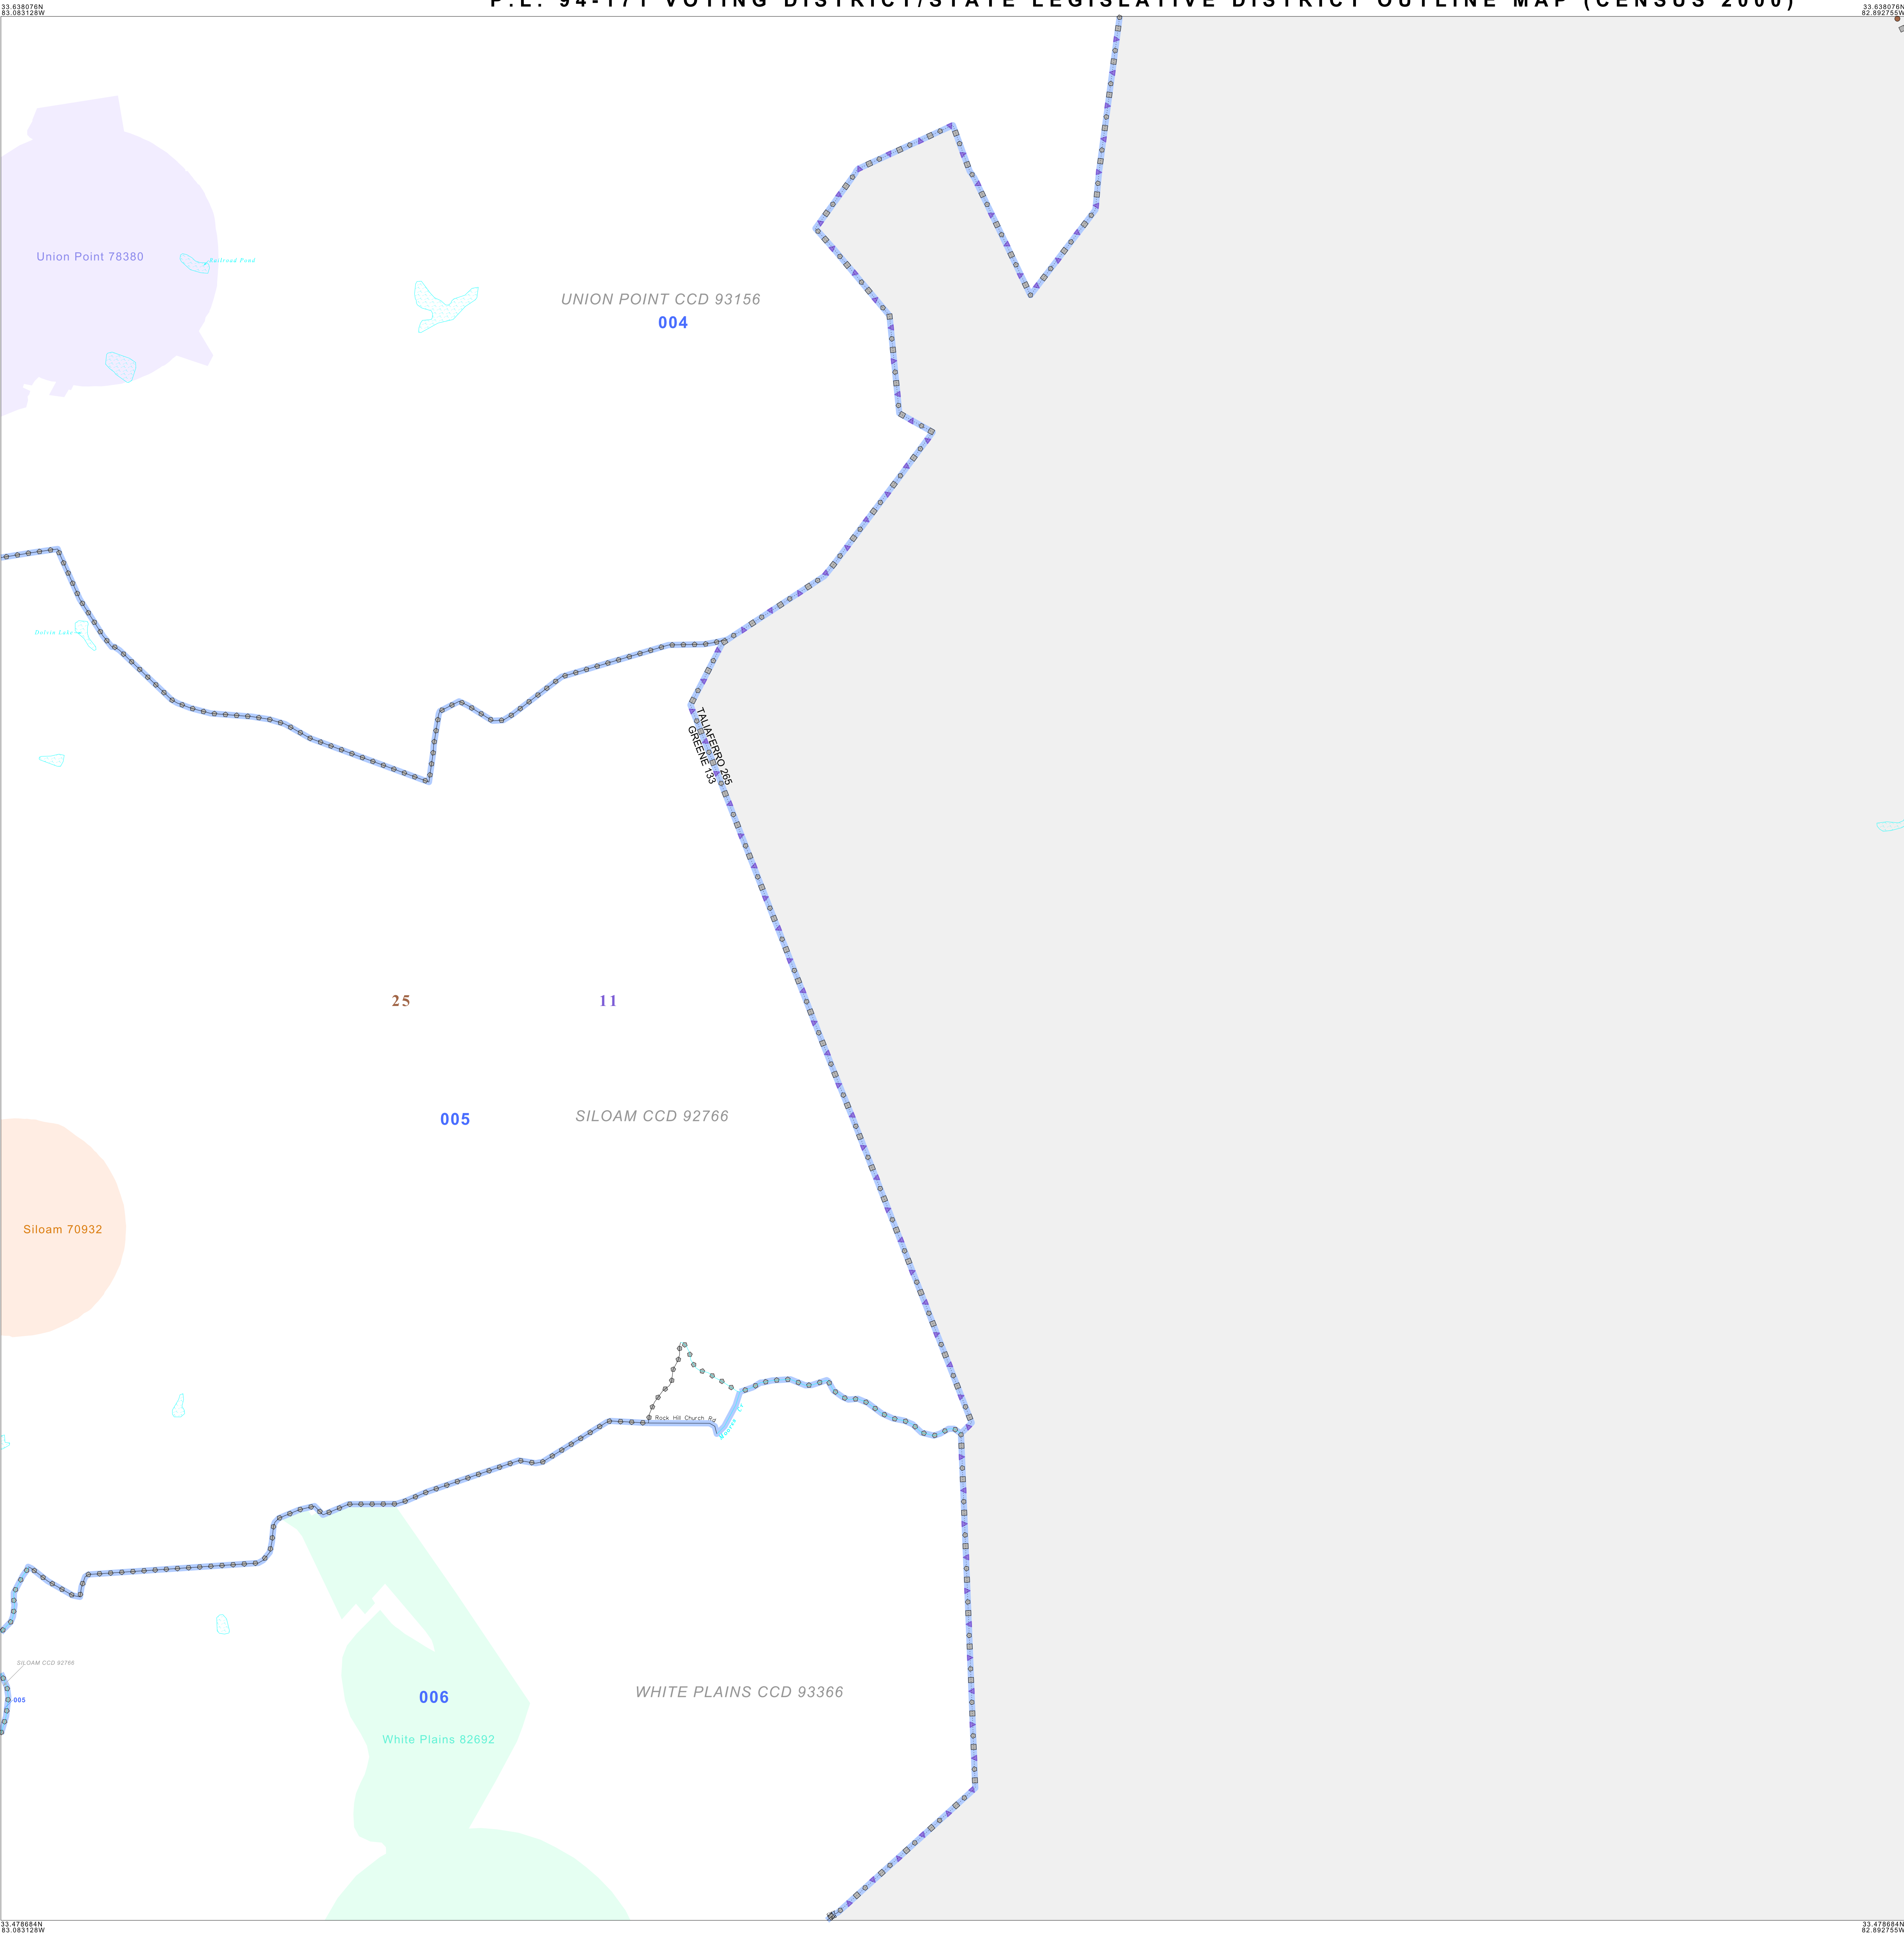 P.L. 94-171 VOTING DISTRICT/STATE LEGISLATIVE DISTRICT OUTLINE MAP (CENSUS 2000)
33.638076N
83.083128W
33.638076N
82.892755W
Union Point 78380
Railroad Pond
UNION POINT CCD 93156
004
Dolvin Lake
TALIAFERRO 265
GREENE 133
25
11
005
SILOAM CCD 92766
Siloam 70932
Rock Hill Church Rd
SILOAM CCD 92766
005
006
WHITE PLAINS CCD 93366
White Plains 82692
33.478684N
83.083128W
33.478684N
82.892755W